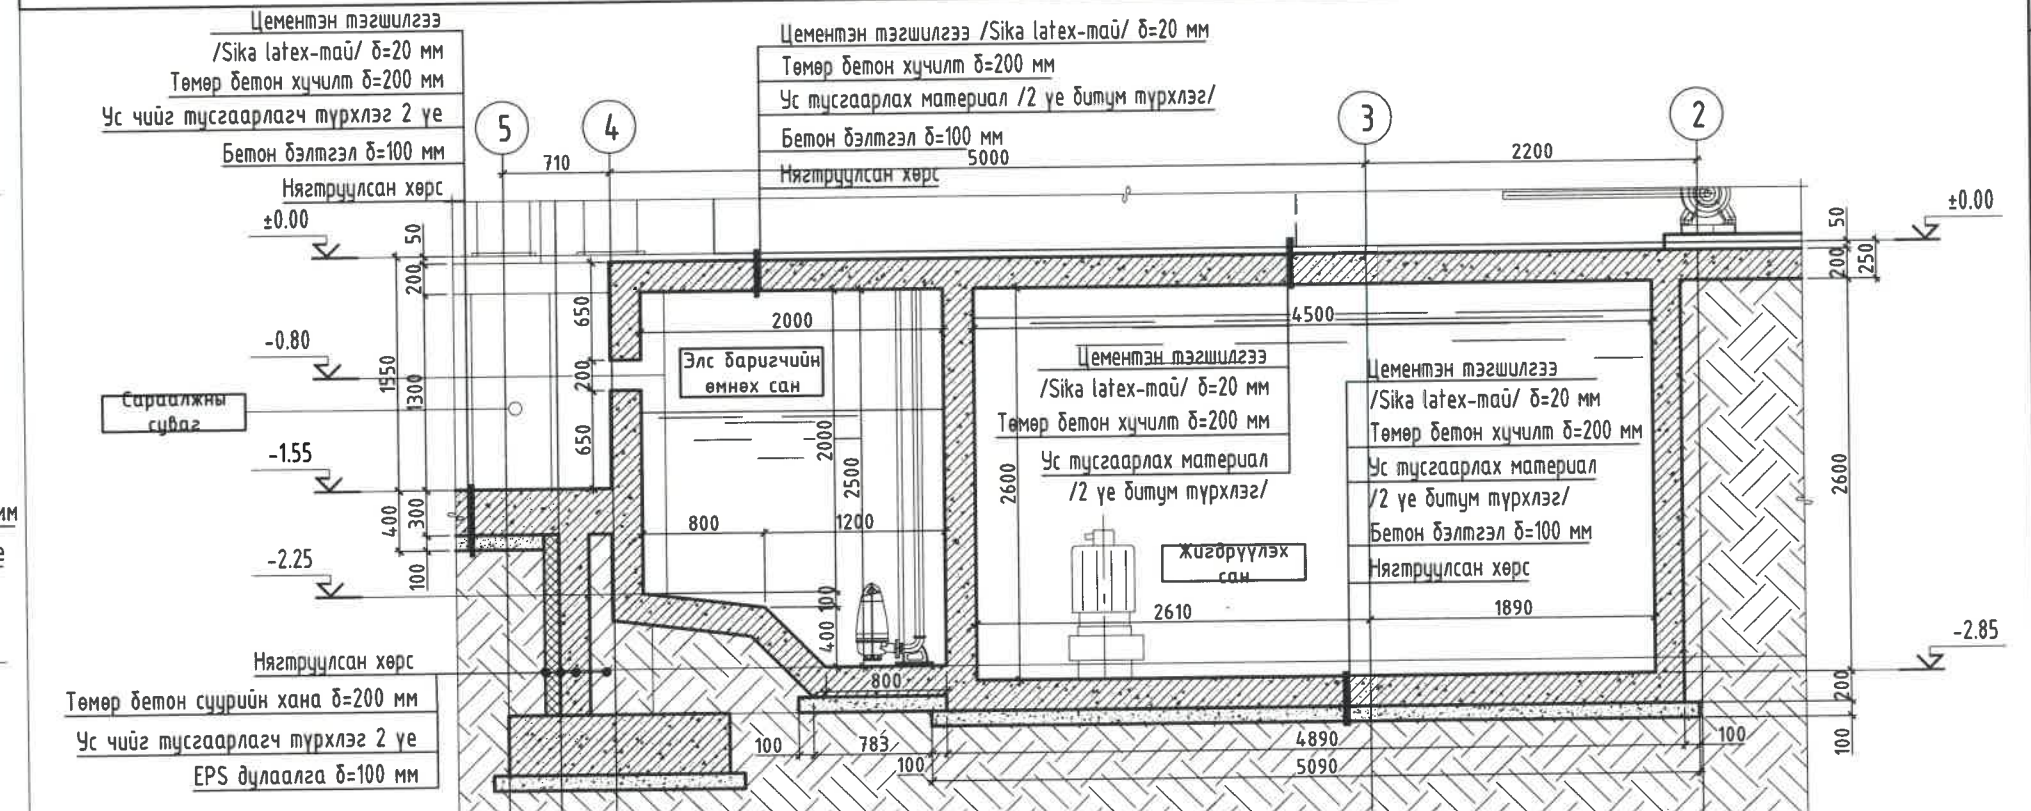 Цементэн тэгшилгээ
/Sika latex-тай/ δ=20 мм
Төмөр бетон хучилт δ=200 мм
Ус чийг тусгаарлагч түрхлэг 2 үе
Бетон бэлтгэл δ=100 мм
Нягтруулсан хөрс
Цементэн тэгшилгээ /Sika latex-тай/ δ=20 мм
Төмөр бетон хучилт δ=200 мм
Ус тусгаарлах материал /2 үе битум түрхлэг/
Бетон бэлтгэл δ=100 мм
Нягтруулсан хөрс
5
4
3
2
710
5000
2200
±0.00
±0.00
50
200
650
1550
1300
200
650
-0.80
-1.55
-2.25
-2.85
Сараалжны
суваг
400
300
100
2000
Элс баригчийн
өмнөх сан
2000
2500
800
1200
100
400
800
4500
2600
Цементэн тэгшилгээ
/Sika latex-тай/ δ=20 мм
Төмөр бетон хучилт δ=200 мм
Ус тусгаарлах материал
/2 үе битум түрхлэг/
Цементэн тэгшилгээ
/Sika latex-тай/ δ=20 мм
Төмөр бетон хучилт δ=200 мм
Ус тусгаарлах материал
/2 үе битум түрхлэг/
Бетон бэлтгэл δ=100 мм
Нягтруулсан хөрс
Жигдрүүлэх
сан
2610
1890
50
200
250
2600
200
100
Нягтруулсан хөрс
Төмөр бетон суурийн хана δ=200 мм
Ус чийг тусгаарлагч түрхлэг 2 үе
EPS дулаалга δ=100 мм
100
783
100
4890
100
5090